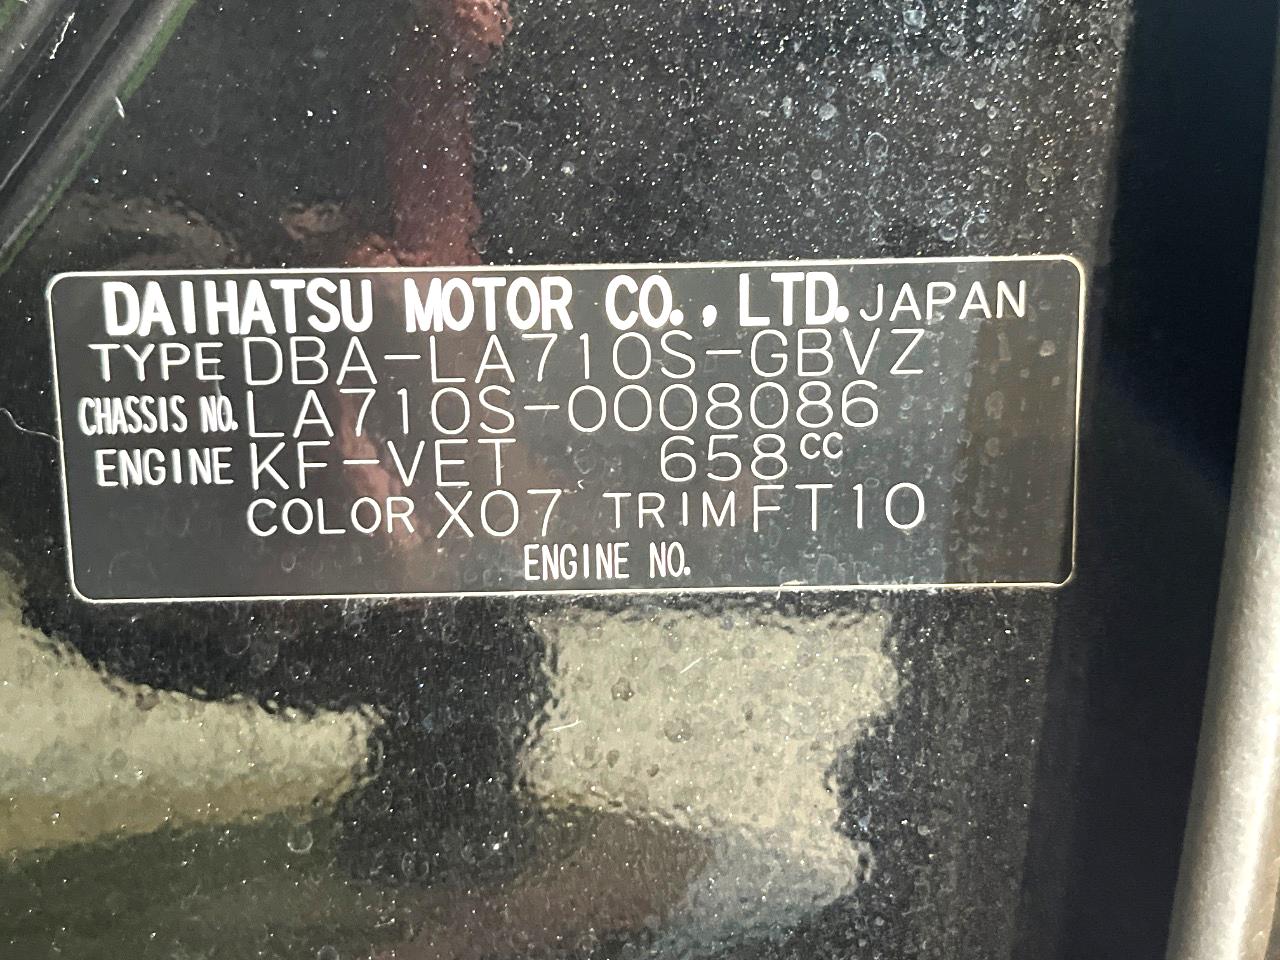 DAIHATSU MOTOR CO., LTD. JAPAN
TYPE DBA-LA710S-GBVZ
CHASSIS NO. LA710S-0008086
ENGINE KF-VET 658cc
COLOR X07 TRIM FT10
ENGINE NO.